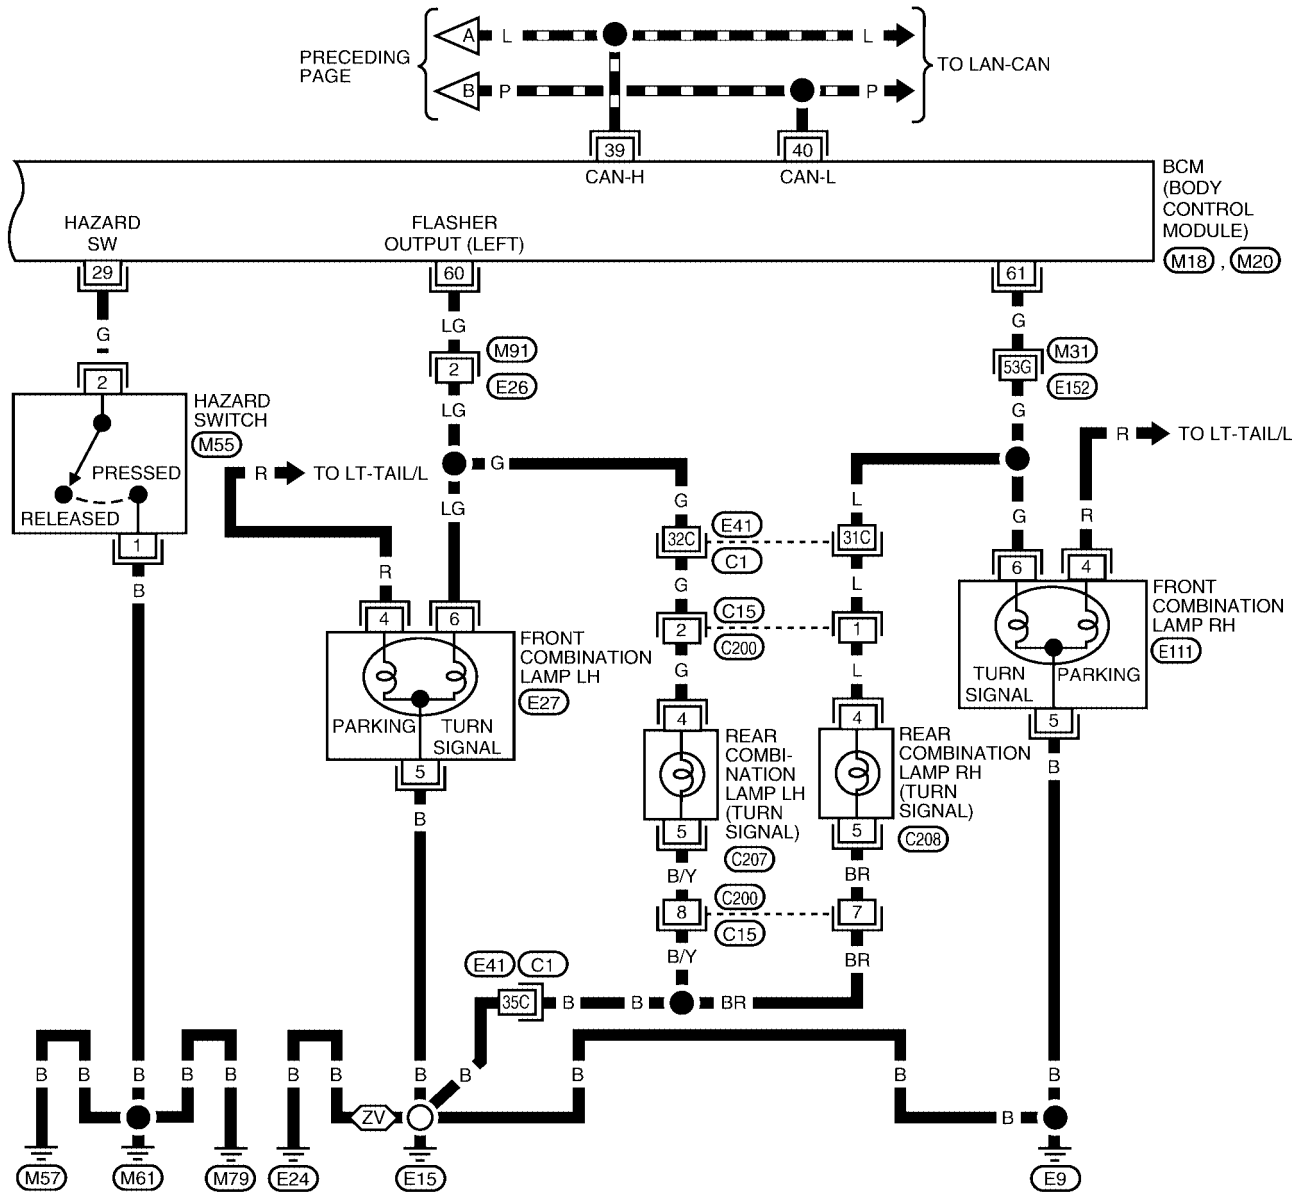 A L L
PRECEDING
PAGE
TO LAN-CAN
B P P
39 40
CAN-H CAN-L
BCM
(BODY
CONTROL
MODULE)
M18 , M20
HAZARD
SW
FLASHER
OUTPUT (LEFT)
29 60 61
G LG G
M91 M31
2 53G
E26 E152
2
HAZARD
SWITCH
M55
LG G
R TO LT-TAIL/L
PRESSED
RELEASED
R TO LT-TAIL/L
G
LG G L G R
E41
32C 31C
C1
1
B
R G L
6 4
C15
2 1
C200
4 6
FRONT
COMBINATION
LAMP RH
E111
TURN
SIGNAL
PARKING
FRONT
COMBINATION
LAMP LH
E27
PARKING
TURN
SIGNAL
G L
4 4
5
REAR
COMBI-
NATION
LAMP LH
(TURN
SIGNAL)
C207
REAR
COMBINATION
LAMP RH
(TURN
SIGNAL)
C208
5
B
B
5 5
B/Y BR
C200
8 7
C15
B/Y BR
E41 C1
35C B B BR
B B B B B B B B B B B B
ZV
B
M57 M61 M79 E24 E15 E9